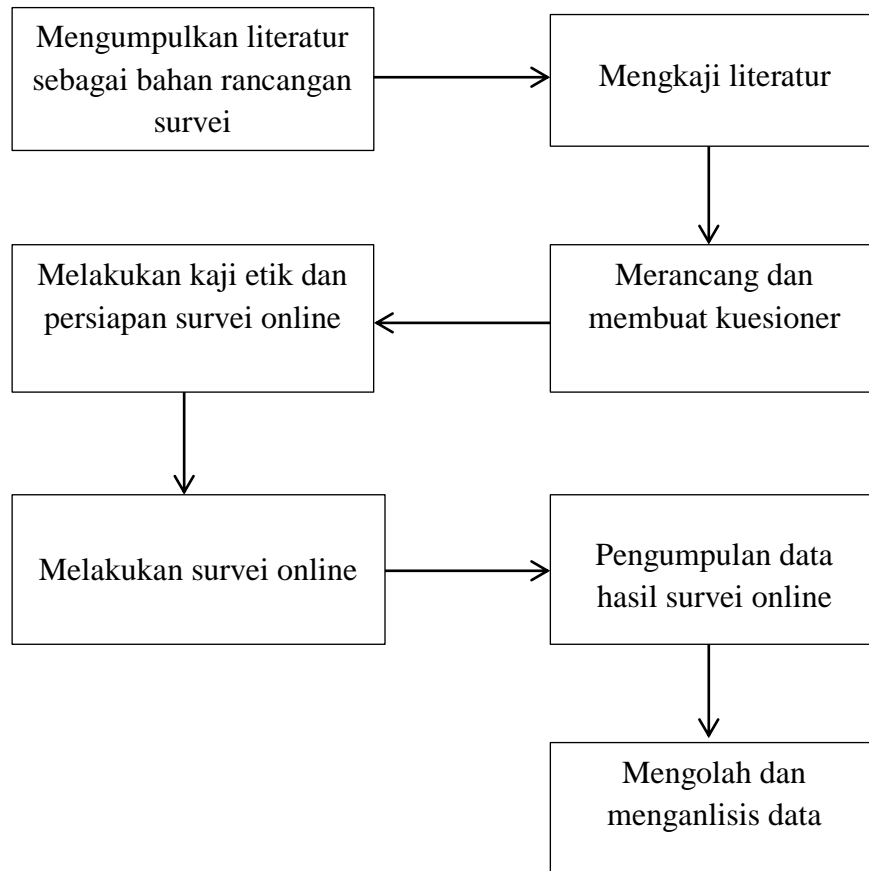 Mengumpulkan literatur
sebagai bahan rancangan
survei
Mengkaji literatur
Merancang dan
membuat kuesioner
Melakukan kaji etik dan
persiapan survei online
Melakukan survei online
Pengumpulan data
hasil survei online
Mengolah dan
menganlisis data